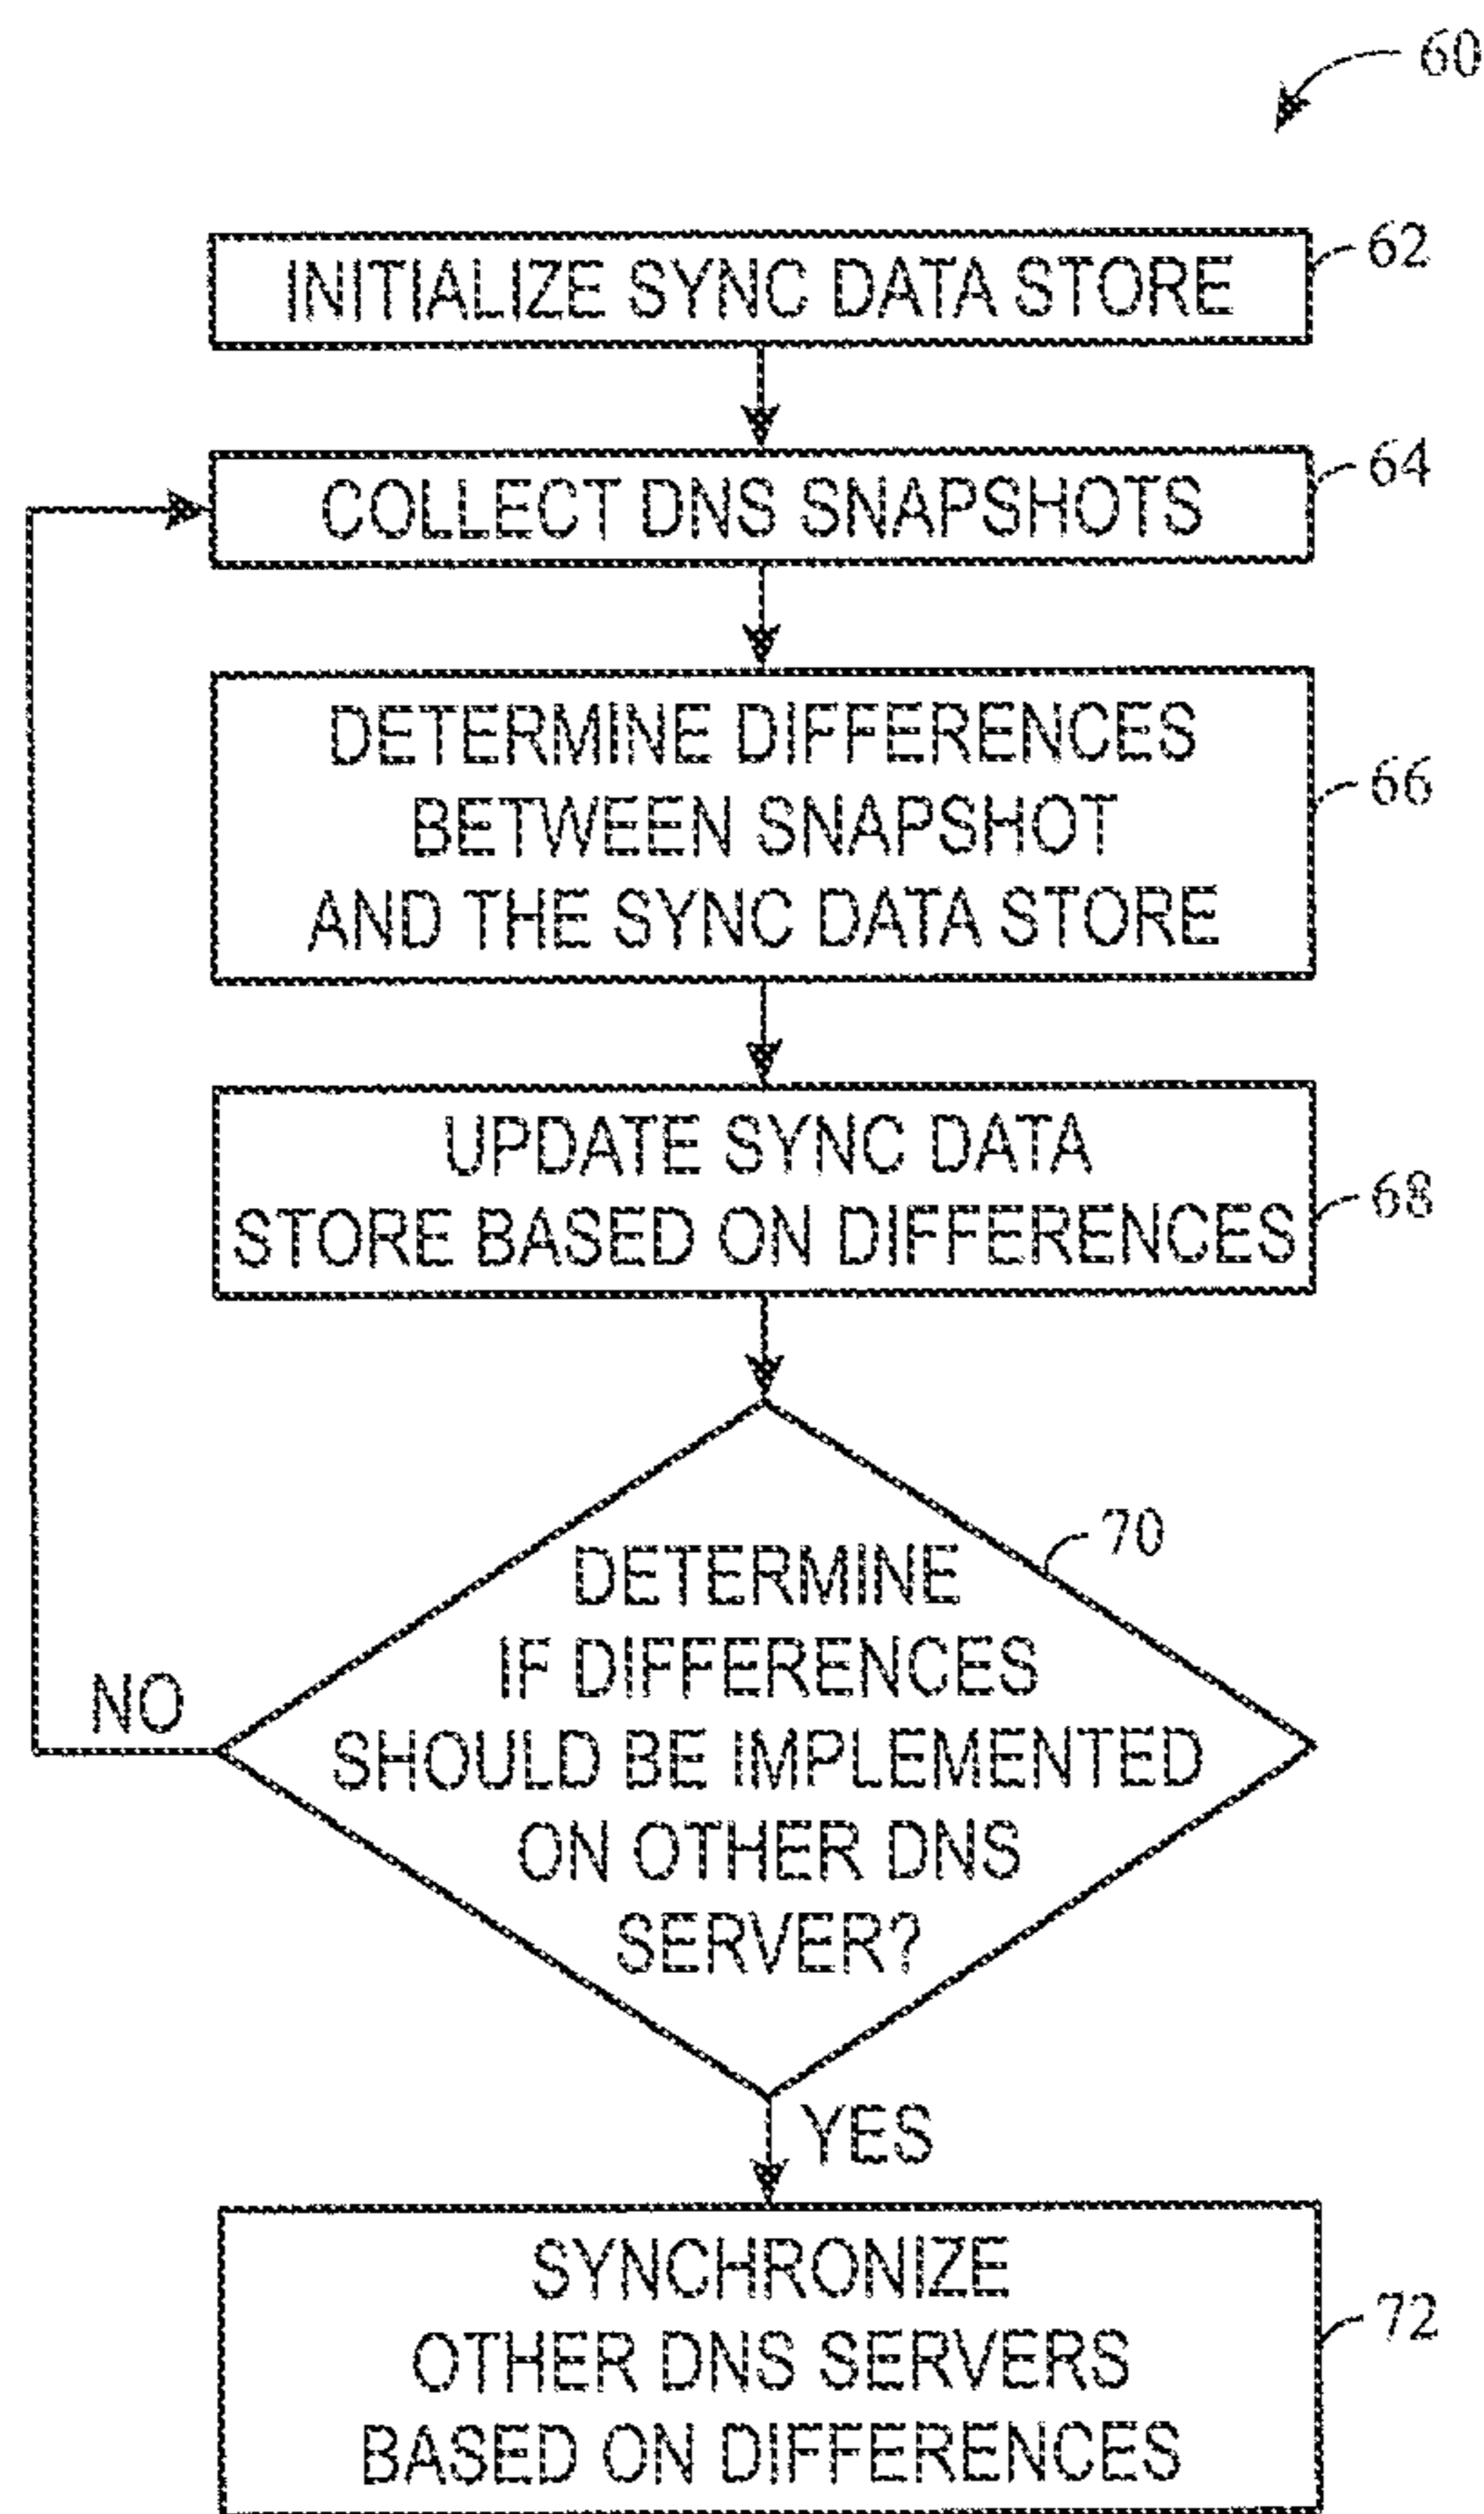 60
INITIALIZE SYNC DATA STORE
62
COLLECT DNS SNAPSHOTS
64
DETERMINE DIFFERENCES
BETWEEN SNAPSHOT
AND THE SYNC DATA STORE
66
UPDATE SYNC DATA
STORE BASED ON DIFFERENCES
68
DETERMINE
IF DIFFERENCES
SHOULD BE IMPLEMENTED
ON OTHER DNS
SERVER?
70
NO
YES
SYNCHRONIZE
OTHER DNS SERVERS
BASED ON DIFFERENCES
72